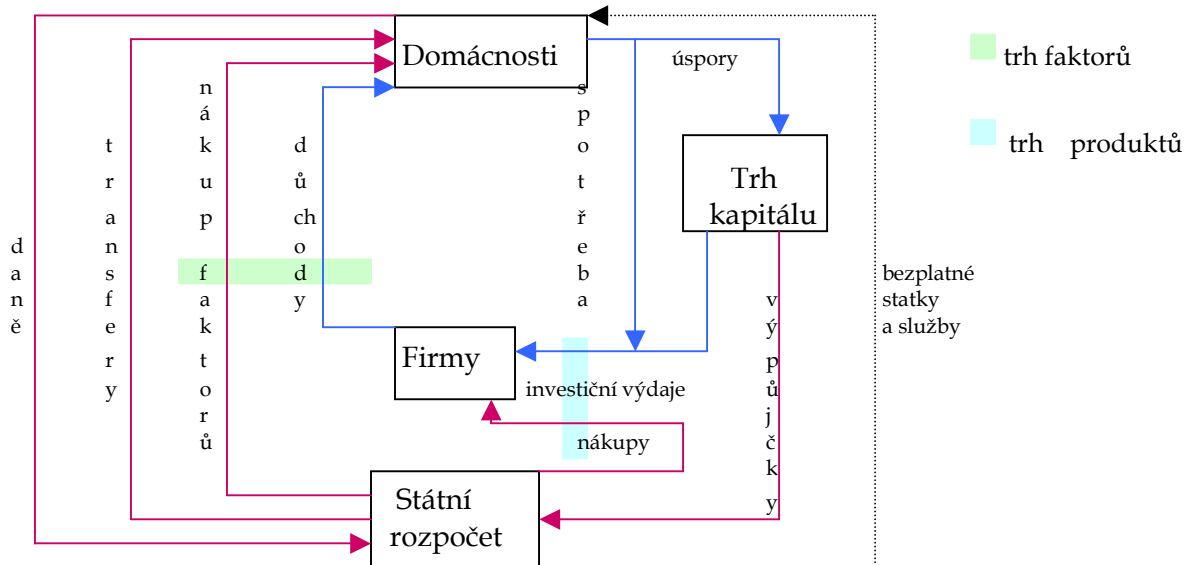 Domácnosti
úspory
trh faktorů
trh produktů
Trh
kapitálu
daně
transfery
nákup faktorů
důchody
spotřeba
bezplatné
statky
a služby
výpůjčky
Firmy
investiční výdaje
nákupy
Státní
rozpočet